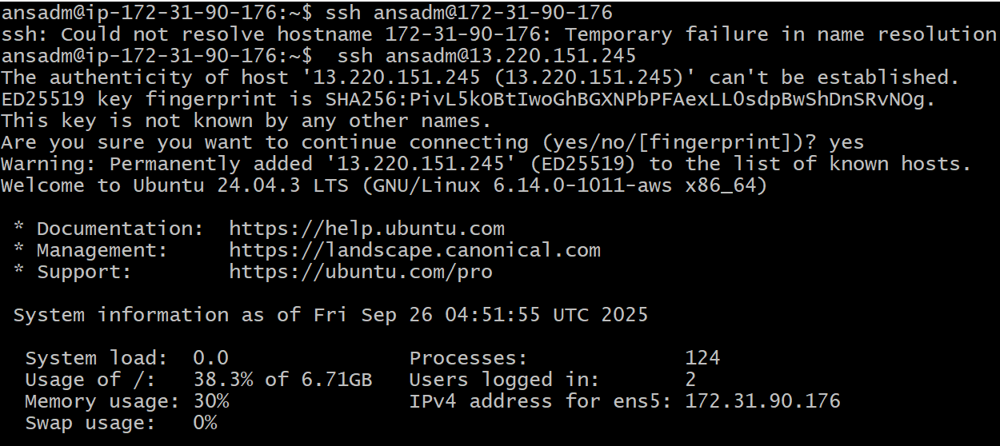 ansadm@ip-172-31-90-176:~$ ssh ansadm@172-31-90-176
ssh: Could not resolve hostname 172-31-90-176: Temporary failure in name resolution
ansadm@ip-172-31-90-176:~$  ssh ansadm@13.220.151.245
The authenticity of host '13.220.151.245 (13.220.151.245)' can't be established.
ED25519 key fingerprint is SHA256:PivL5kOBtIwoGhBGXNPbPFAexLL0sdpBwShDnSRvNOg.
This key is not known by any other names.
Are you sure you want to continue connecting (yes/no/[fingerprint])? yes
Warning: Permanently added '13.220.151.245' (ED25519) to the list of known hosts.
Welcome to Ubuntu 24.04.3 LTS (GNU/Linux 6.14.0-1011-aws x86_64)

 * Documentation:  https://help.ubuntu.com
 * Management:     https://landscape.canonical.com
 * Support:        https://ubuntu.com/pro

 System information as of Fri Sep 26 04:51:55 UTC 2025

  System load:  0.0               Processes:             124
  Usage of /:   38.3% of 6.71GB   Users logged in:       2
  Memory usage: 30%               IPv4 address for ens5: 172.31.90.176
  Swap usage:   0%